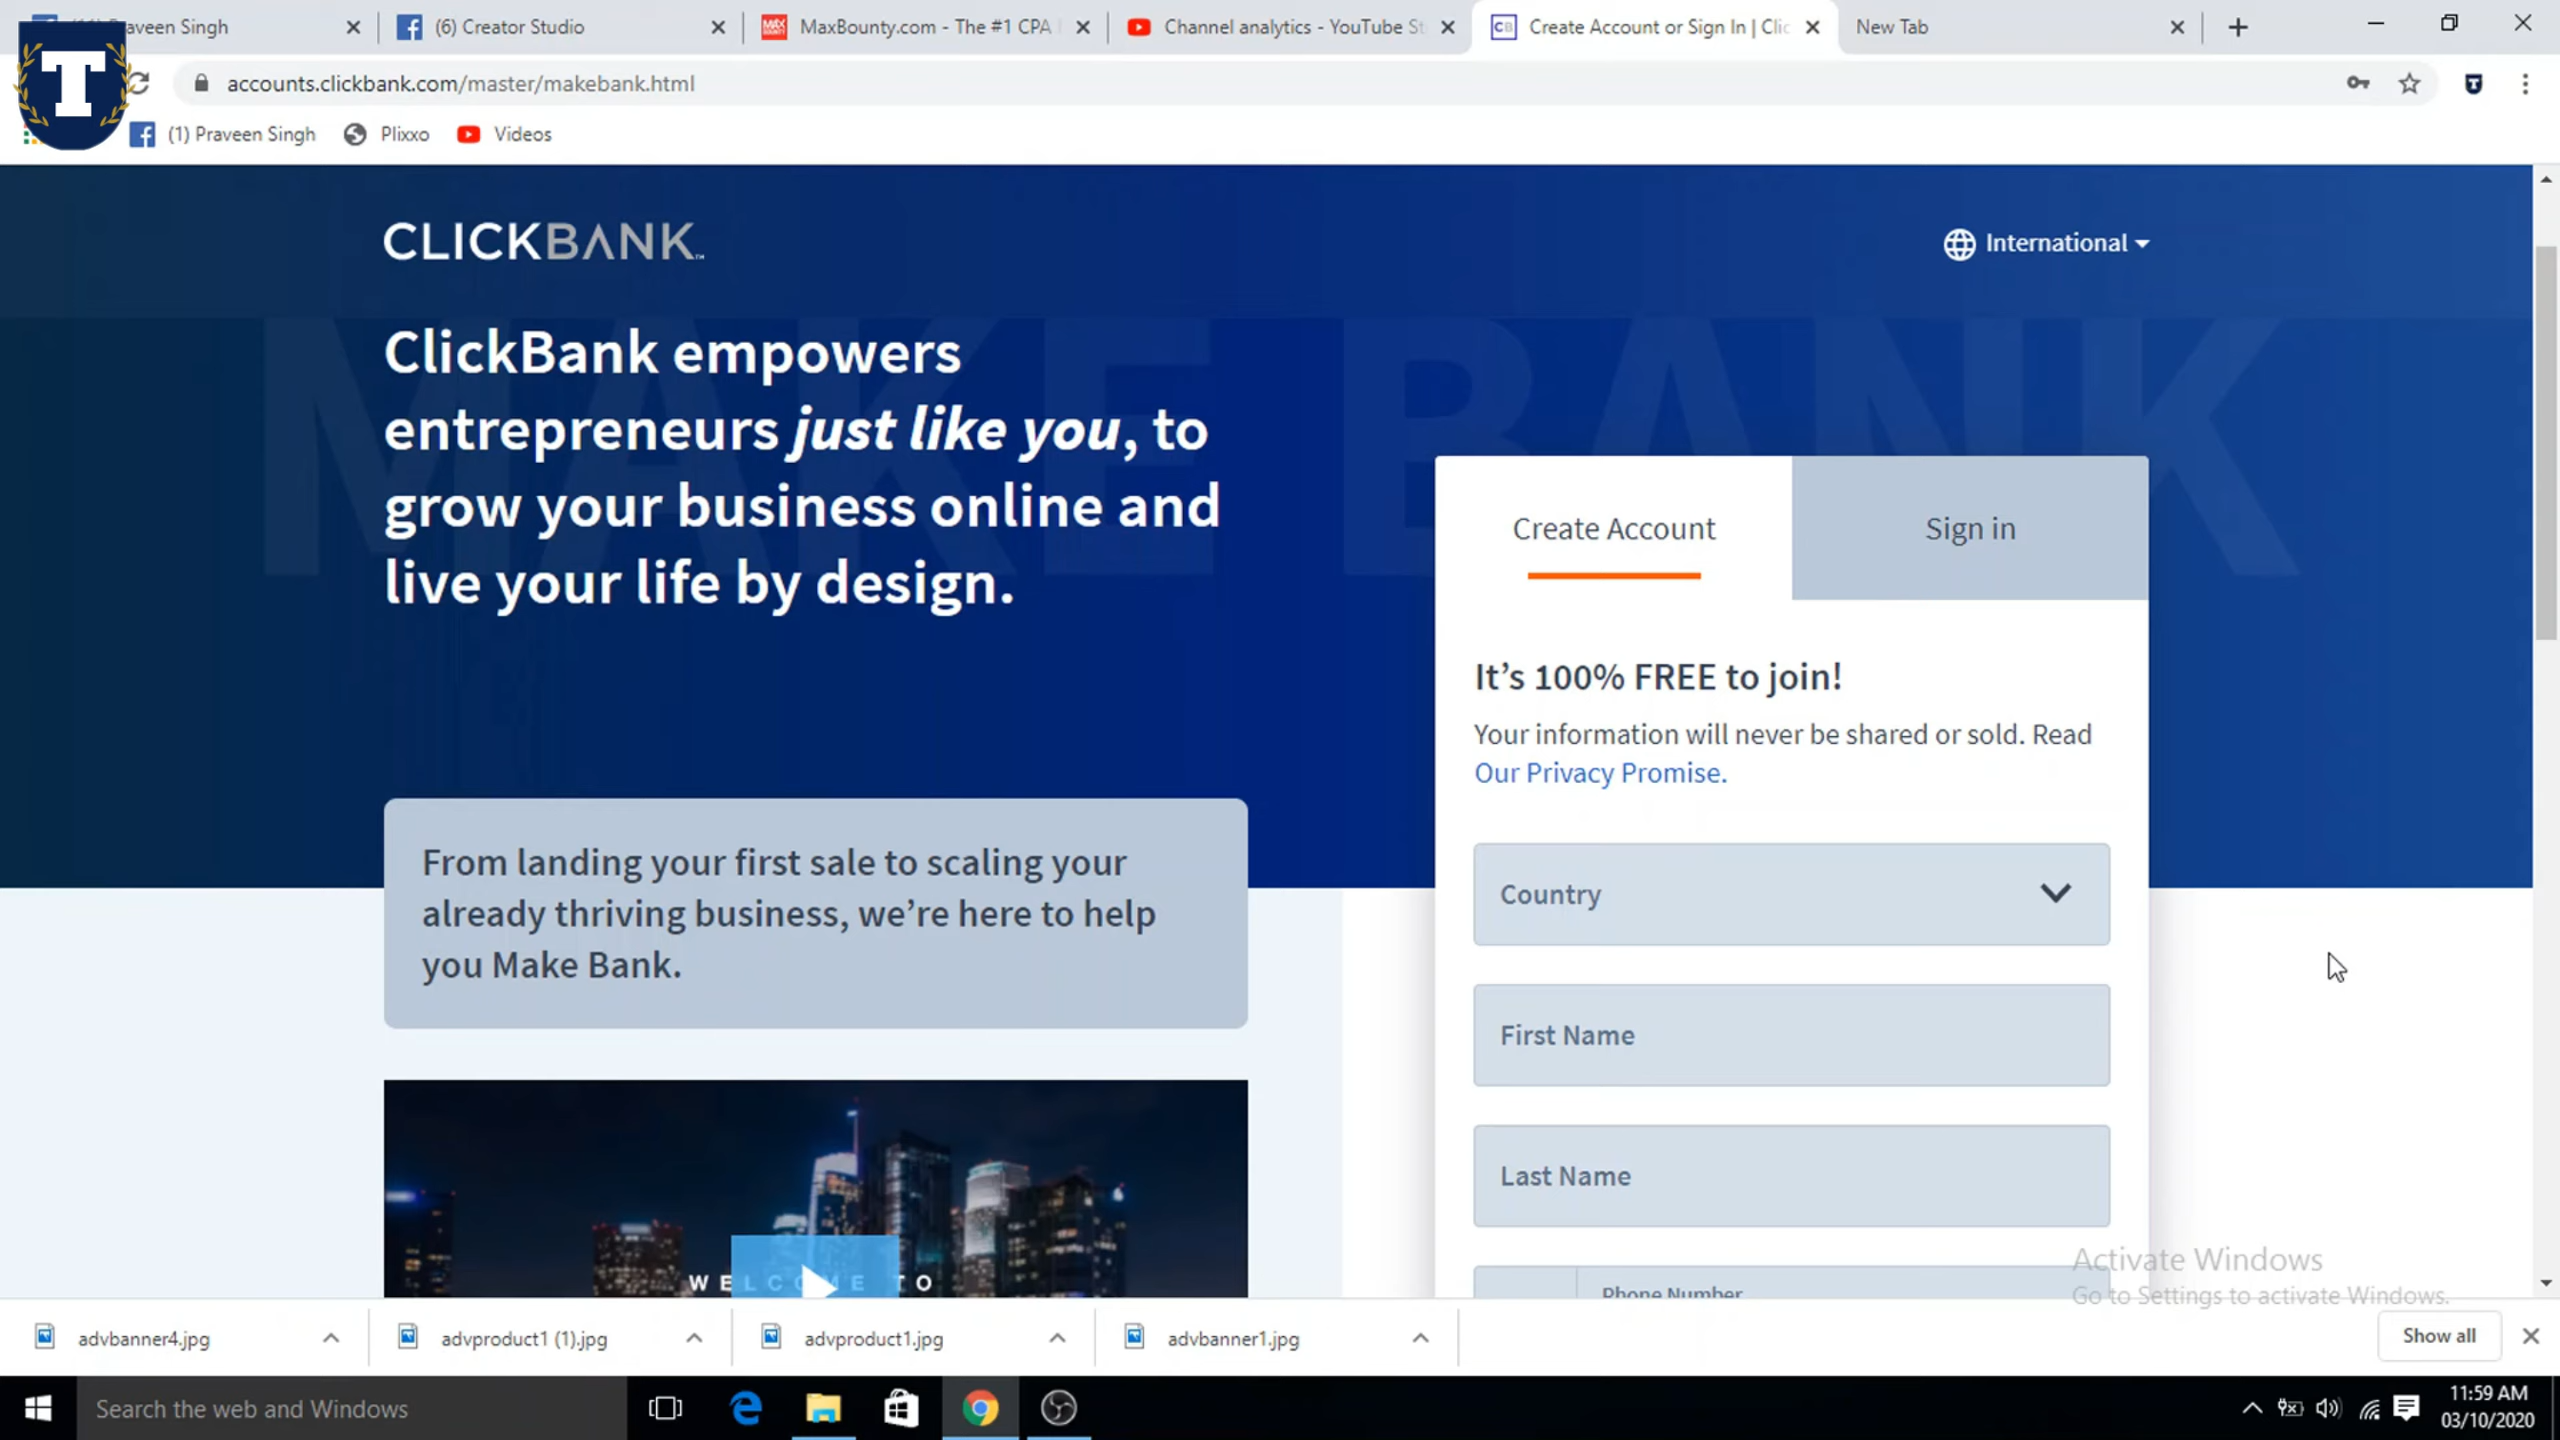 aveen Singh
(6) Creator Studio
MaxBounty.com - The #1 CPA
Channel analytics - YouTube St
Create Account or Sign In | Clic
New Tab
T
accounts.clickbank.com/master/makebank.html
(1) Praveen Singh
Plixxo
Videos
CLICKBANK
International
MAKE BANK
ClickBank empowers
entrepreneurs just like you, to
grow your business online and
live your life by design.
Create Account
Sign in
It's 100% FREE to join!
Your information will never be shared or sold. Read
Our Privacy Promise.
From landing your first sale to scaling your
already thriving business, we're here to help
you Make Bank.
Country
First Name
Last Name
Phone Number
WELCOME TO
Activate Windows
Go to Settings to activate Windows.
advbanner4.jpg
advproduct1 (1).jpg
advproduct1.jpg
advbanner1.jpg
Show all
Search the web and Windows
11:59 AM
03/10/2020